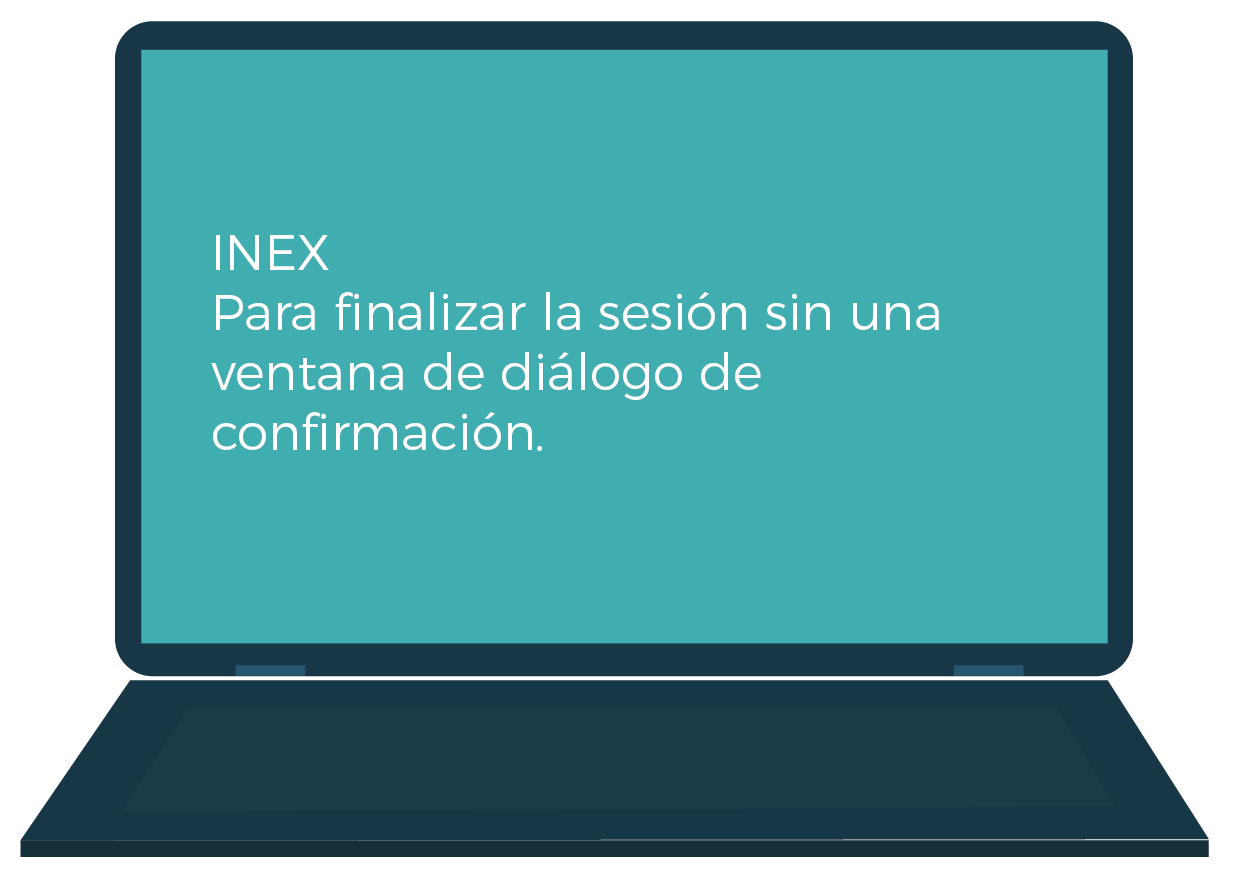 INEX
Para finalizar la sesión sin una
ventana de diálogo de
confirmación.